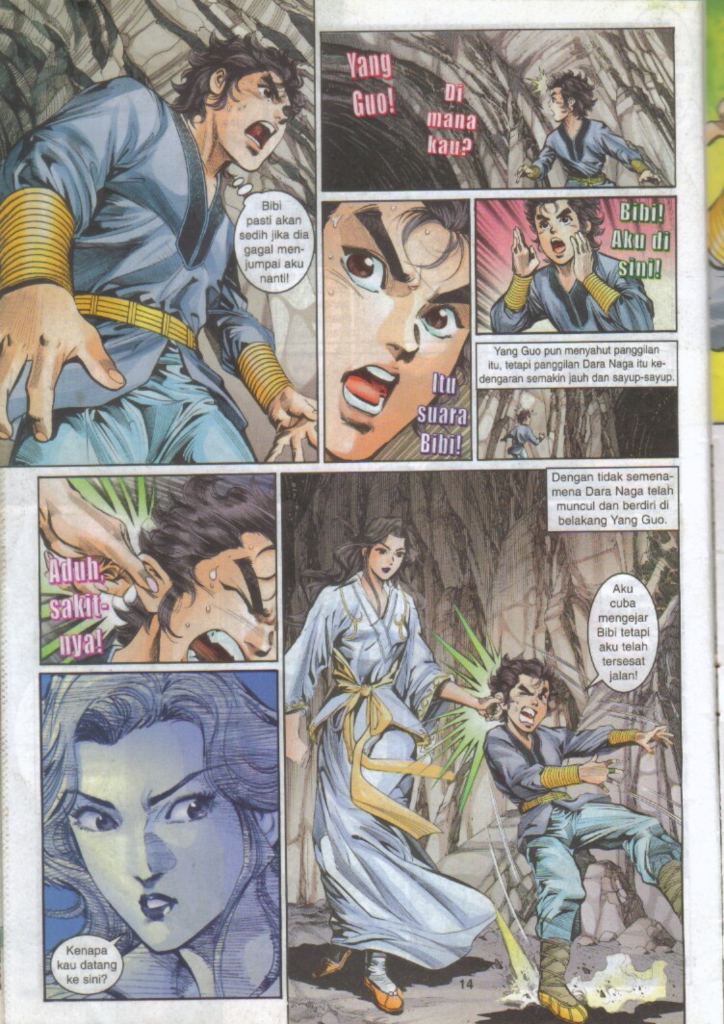 Bibi
pasti akan
sedih jika dia
gagal men-
jumpai aku
nanti!
Yang
Guo!
Di
mana
kau?
Itu
suara
Bibi!
Bibi!
Aku di
sini!
Yang Guo pun menyahut panggilan
itu, tetapi panggilan Dara Naga itu ke-
dengaran semakin jauh dan sayup-sayup.
Aduh,
sakit-
nya!
Dengan tidak semena-
mena Dara Naga telah
muncul dan berdiri di
belakang Yang Guo.
Aku
cuba
mengejar
Bibi tetapi
aku telah
tersesat
jalan!
Kenapa
kau datang
ke sini?
14